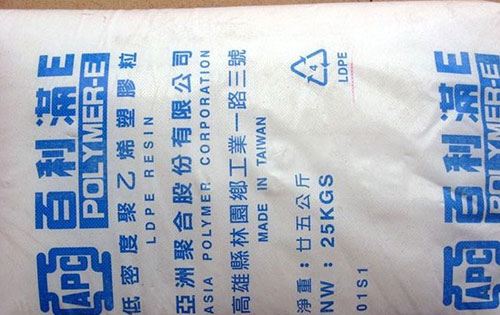 APC 百利滿 E
POLYMER-E
低密度聚乙烯塑膠粒
LDPE RESIN
亞洲聚合股份有限公司
ASIA POLYMER CORPORATION
高雄縣林園鄉工業一路三號
MADE IN TAIWAN
淨重：廿五公斤
NW：25KGS
01S1
4
LDPE
APC 百利滿 E
POLYMER-E